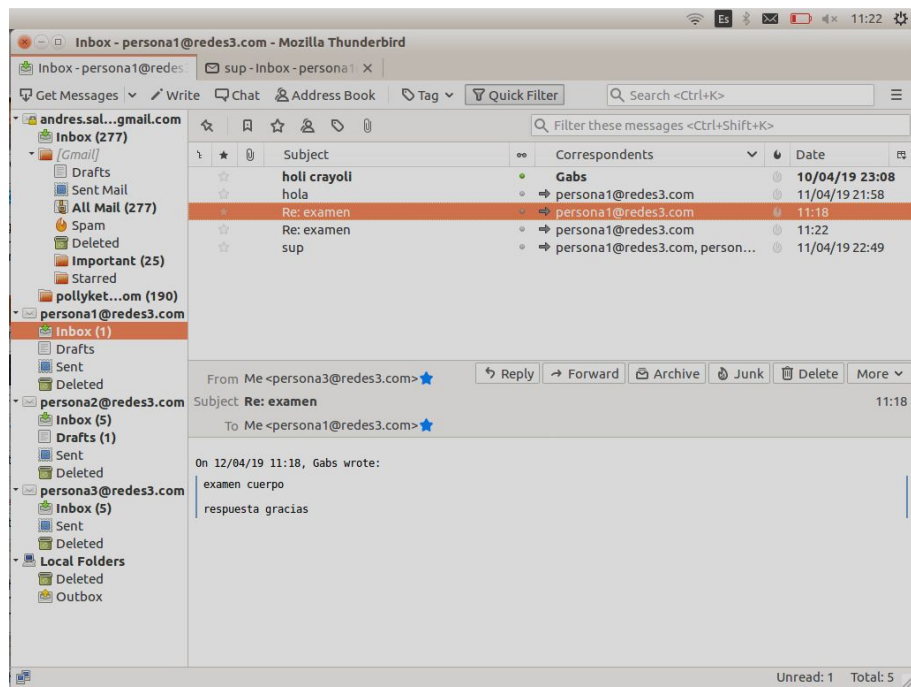 Es 11:22
Inbox - persona1@redes3.com - Mozilla Thunderbird
Inbox - persona1@redes sup - Inbox - persona1
Get Messages Write Chat Address Book Tag Quick Filter Search <Ctrl+K>
andres.sal...gmail.com
Inbox (277)
[Gmail]
Drafts
Sent Mail
All Mail (277)
Spam
Deleted
Important (25)
Starred
pollyket...om (190)
persona1@redes3.com
Inbox (1)
Drafts
Sent
Deleted
persona2@redes3.com
Inbox (5)
Drafts (1)
Sent
Deleted
persona3@redes3.com
Inbox (5)
Sent
Deleted
Local Folders
Deleted
Outbox
Filter these messages <Ctrl+Shift+K>
Subject Correspondents Date
holi crayoli Gabs 10/04/19 23:08
hola persona1@redes3.com 11/04/19 21:58
Re: examen persona1@redes3.com 11:18
Re: examen persona1@redes3.com 11:22
sup persona1@redes3.com, person... 11/04/19 22:49
From Me <persona3@redes3.com> Reply Forward Archive Junk Delete More
Subject Re: examen 11:18
To Me <persona1@redes3.com>
On 12/04/19 11:18, Gabs wrote:
examen cuerpo
respuesta gracias
Unread: 1 Total: 5